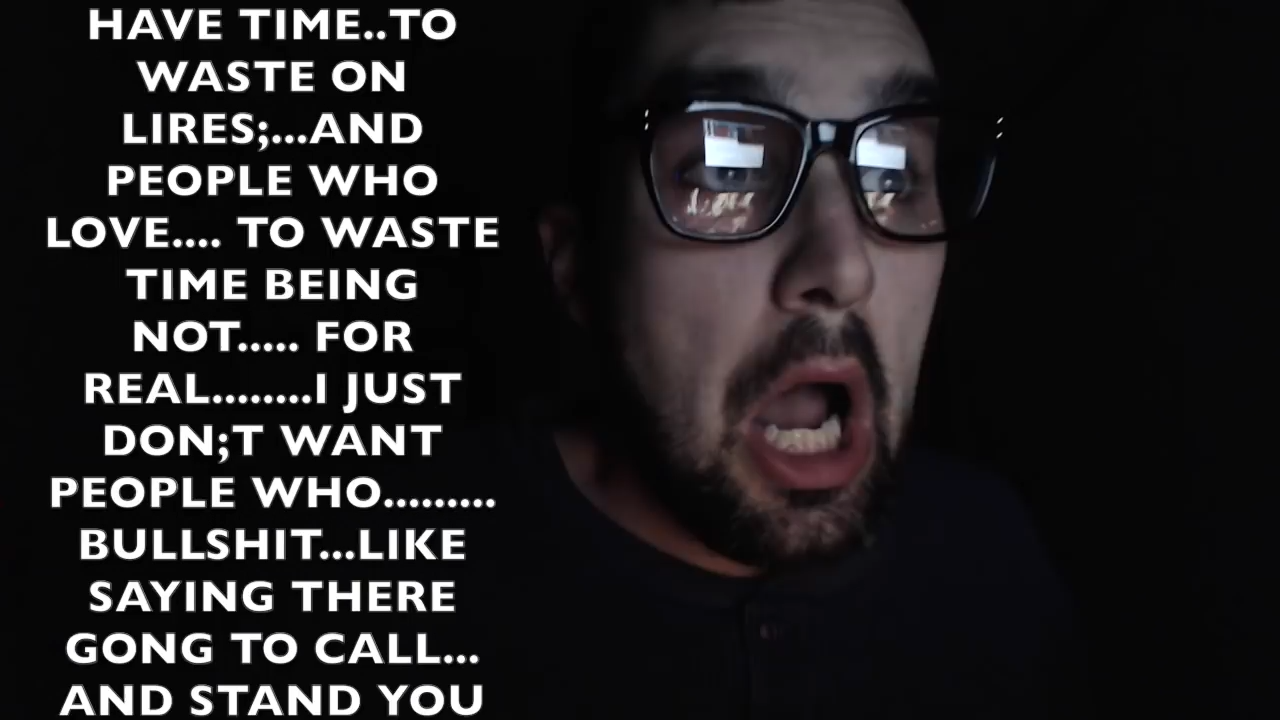 HAVE TIME..TO
WASTE ON
LIRES;...AND
PEOPLE WHO
LOVE.... TO WASTE
TIME BEING
NOT..... FOR
REAL........I JUST
DON;T WANT
PEOPLE WHO.........
BULLSHIT...LIKE
SAYING THERE
GONG TO CALL...
AND STAND YOU